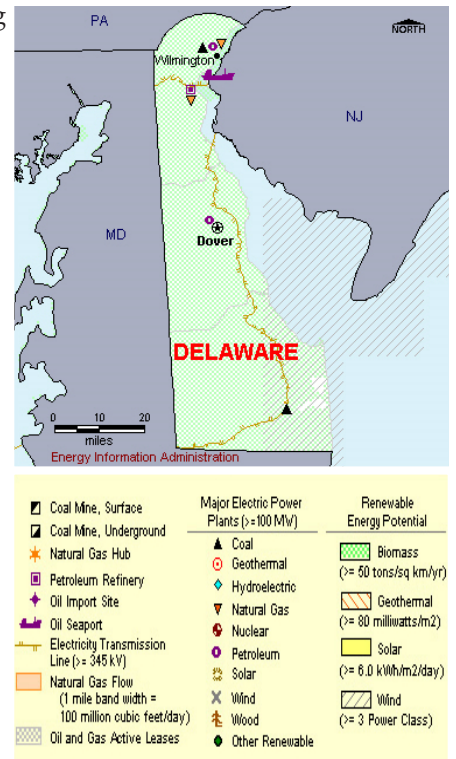 g
PA
NORTH
Wilmington
NJ
MD
Dover
DELAWARE
0 10 20
miles
Energy Information Administration
Coal Mine, Surface
Coal Mine, Underground
Natural Gas Hub
Petroleum Refinery
Oil Import Site
Oil Seaport
Electricity Transmission
Line (>= 345 kV)
Natural Gas Flow
(1 mile band width =
100 million cubic feet/day)
Oil and Gas Active Leases
Major Electric Power
Plants (>=100 MW)
Coal
Geothermal
Hydroelectric
Natural Gas
Nuclear
Petroleum
Solar
Wind
Wood
Other Renewable
Renewable
Energy Potential
Biomass
(>= 50 tons/sq km/yr)
Geothermal
(>= 80 milliwatts/m2)
Solar
(>= 6.0 kWh/m2/day)
Wind
(>= 3 Power Class)